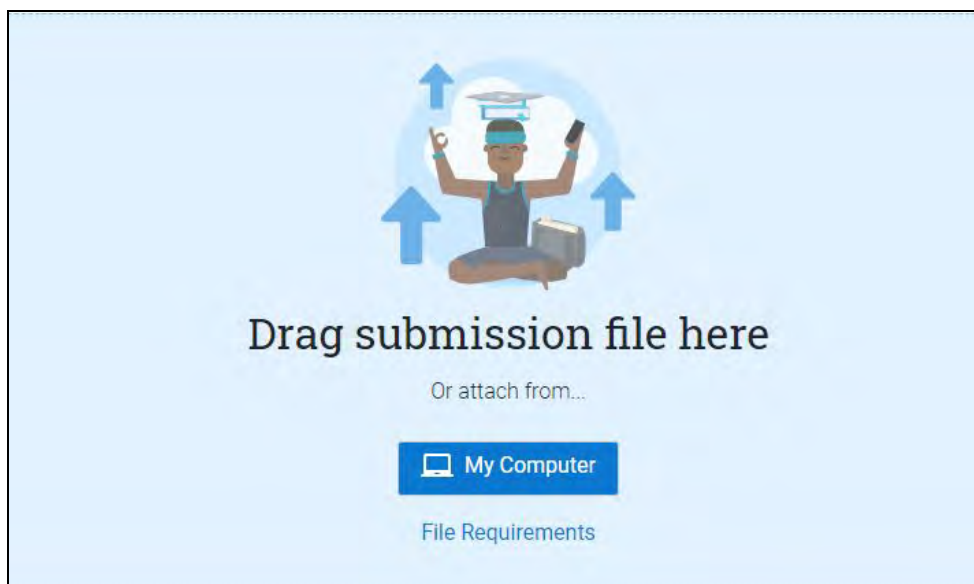 Drag submission file here
Or attach from...
My Computer
File Requirements